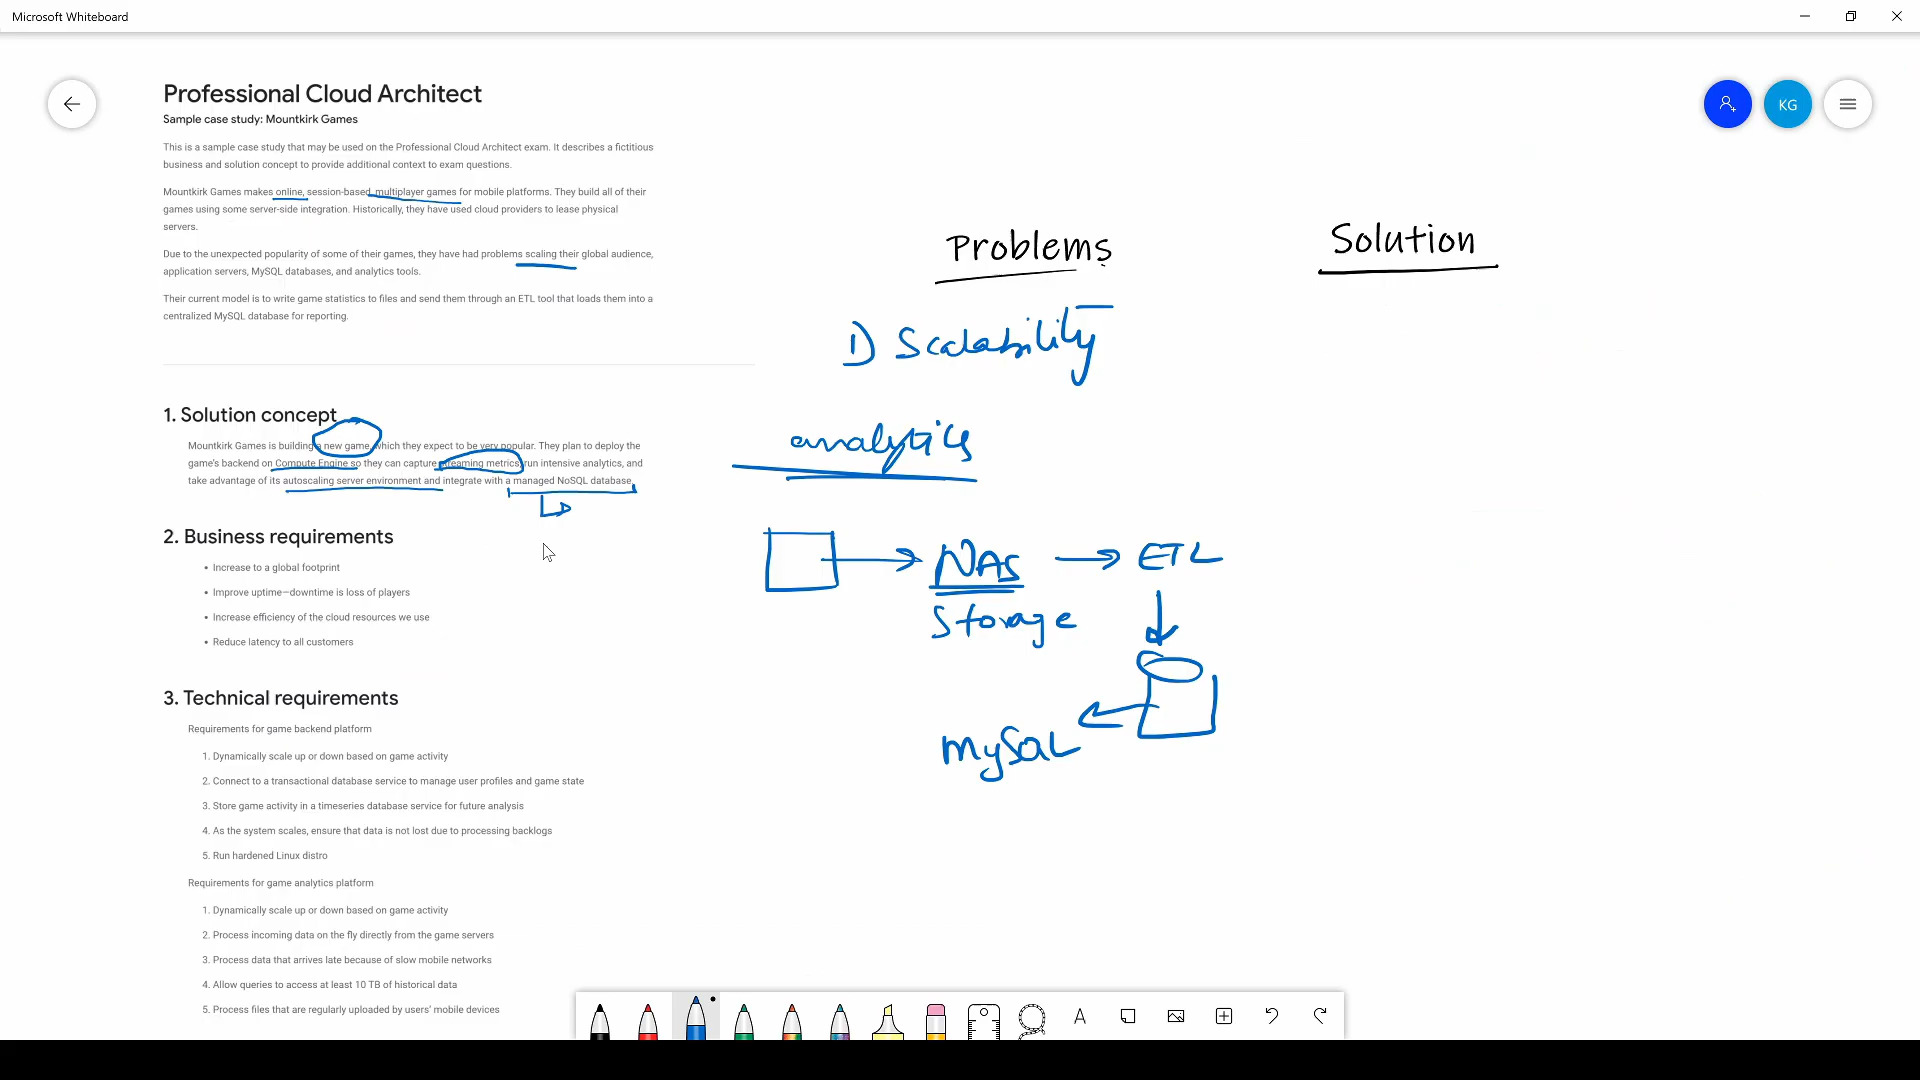 Microsoft Whiteboard
Professional Cloud Architect
Sample case study: Mountkirk Games
This is a sample case study that may be used on the Professional Cloud Architect exam. It describes a fictitious
business and solution concept to provide additional context to exam questions.
Mountkirk Games makes online, session-based, multiplayer games for mobile platforms. They build all of their
games using some server-side integration. Historically, they have used cloud providers to lease physical
servers.
Due to the unexpected popularity of some of their games, they have had problems scaling their global audience,
application servers, MySQL databases, and analytics tools.
Their current model is to write game statistics to files and send them through an ETL tool that loads them into a
centralized MySQL database for reporting.
1. Solution concept
Mountkirk Games is building a new game, which they expect to be very popular. They plan to deploy the
game's backend on Compute Engine so they can capture streaming metrics, run intensive analytics, and
take advantage of its autoscaling server environment and integrate with a managed NoSQL database.
2. Business requirements
• Increase to a global footprint
• Improve uptime—downtime is loss of players
• Increase efficiency of the cloud resources we use
• Reduce latency to all customers
3. Technical requirements
Requirements for game backend platform
1. Dynamically scale up or down based on game activity
2. Connect to a transactional database service to manage user profiles and game state
3. Store game activity in a timeseries database service for future analysis
4. As the system scales, ensure that data is not lost due to processing backlogs
5. Run hardened Linux distro
Requirements for game analytics platform
1. Dynamically scale up or down based on game activity
2. Process incoming data on the fly directly from the game servers
3. Process data that arrives late because of slow mobile networks
4. Allow queries to access at least 10 TB of historical data
5. Process files that are regularly uploaded by users' mobile devices
Problems
1) Scalability
analytics
NAS
Storage
ETL
MySQL
Solution
KG
A